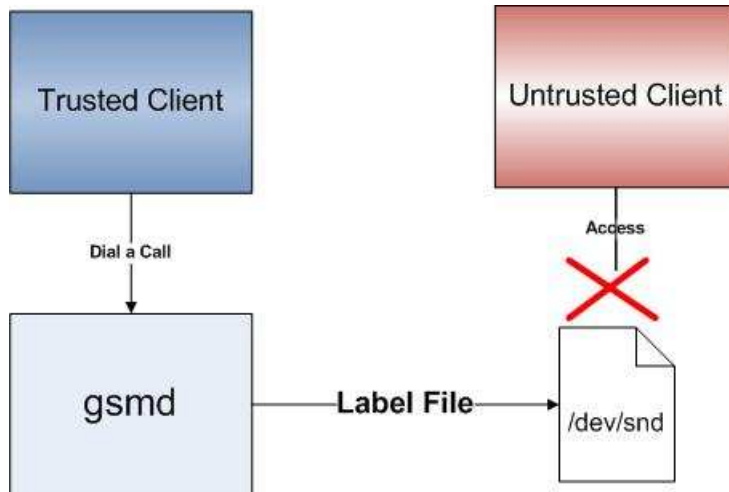 Trusted Client
Untrusted Client
Dial a Call
Access
gsmd
Label File
/dev/snd